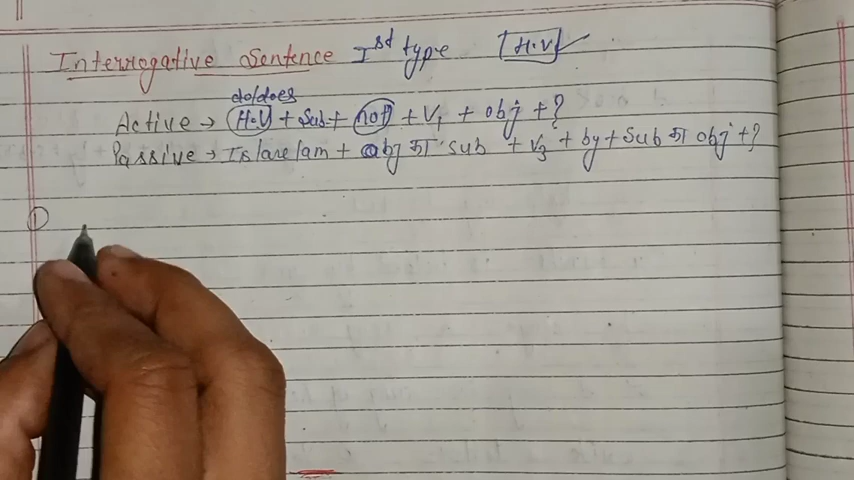 Interrogative Sentence Ist type [H.V]
do/does
Active → H.V + Sub + not + V1 + obj + ?
Passive → Is/are/am + obj का sub + V3 + by + Sub का obj + ?
①